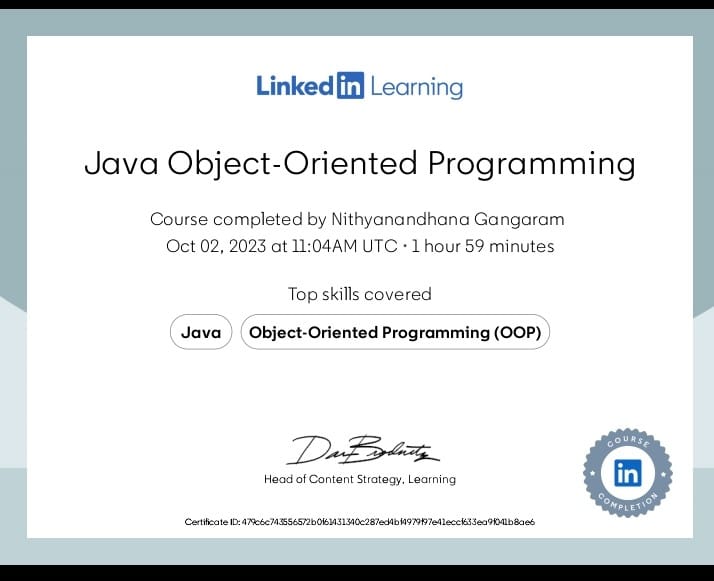 Linked in Learning
Java Object-Oriented Programming
Course completed by Nithyanandhana Gangaram
Oct 02, 2023 at 11:04AM UTC • 1 hour 59 minutes
Top skills covered
Java
Object-Oriented Programming (OOP)
Head of Content Strategy, Learning
COURSE
in
COMPLETION
Certificate ID: